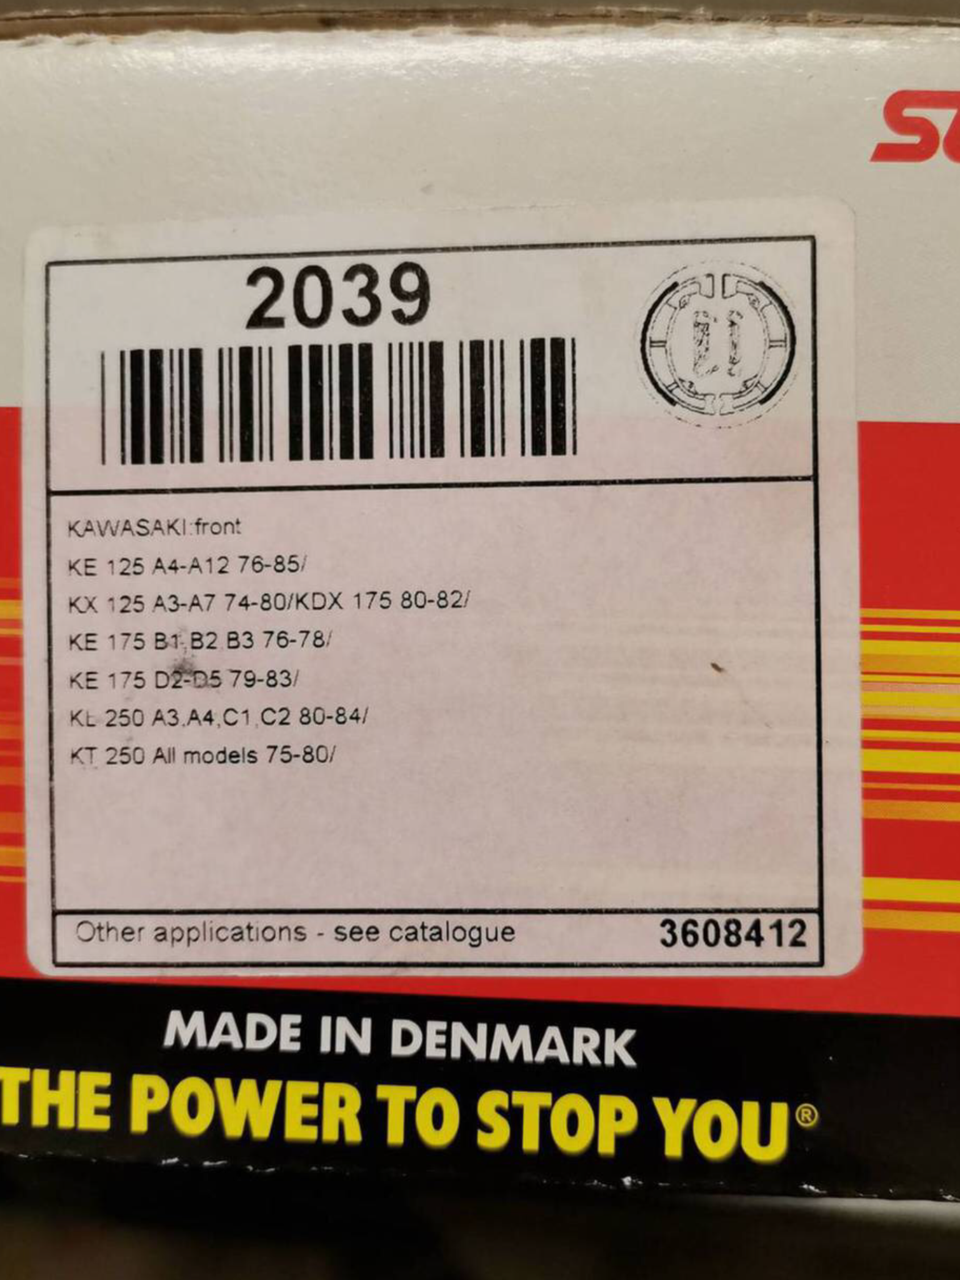 2039
KAWASAKI:front
KE 125 A4-A12 76-85/
KX 125 A3-A7 74-80/KDX 175 80-82/
KE 175 B1,B2 B3 76-78/
KE 175 D2-D5 79-83/
KL 250 A3,A4,C1,C2 80-84/
KT 250 All models 75-80/
Other applications - see catalogue 3608412
MADE IN DENMARK
THE POWER TO STOP YOU®